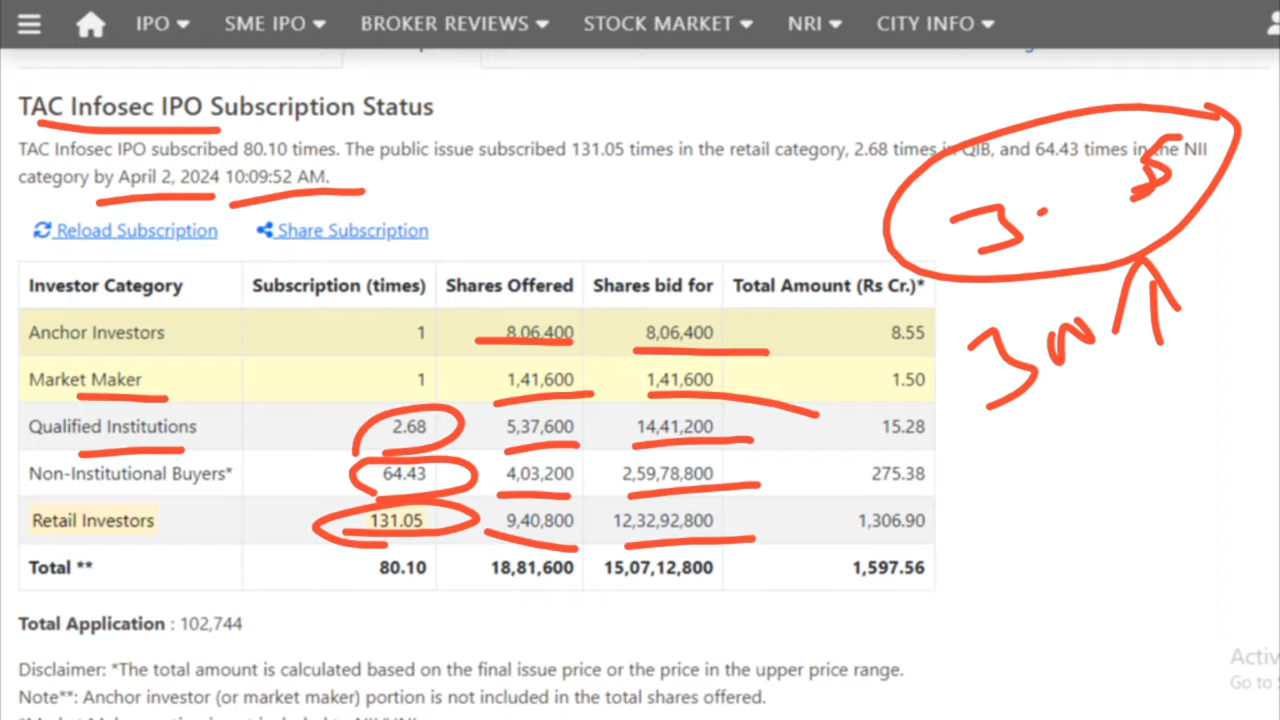 IPO SME IPO BROKER REVIEWS STOCK MARKET NRI CITY INFO
TAC Infosec IPO Subscription Status
TAC Infosec IPO subscribed 80.10 times. The public issue subscribed 131.05 times in the retail category, 2.68 times in QIB, and 64.43 times in the NII
category by April 2, 2024 10:09:52 AM.
Reload Subscription Share Subscription
3. 5
Investor Category Subscription (times) Shares Offered Shares bid for Total Amount (Rs Cr.)*
Anchor Investors 1 8,06,400 8,06,400 8.55
Market Maker 1 1,41,600 1,41,600 1.50
Qualified Institutions 2.68 5,37,600 14,41,200 15.28
Non-Institutional Buyers* 64.43 4,03,200 2,59,78,800 275.38
Retail Investors 131.05 9,40,800 12,32,92,800 1,306.90
Total ** 80.10 18,81,600 15,07,12,800 1,597.56
Total Application : 102,744
Disclaimer: *The total amount is calculated based on the final issue price or the price in the upper price range.
Note**: Anchor investor (or market maker) portion is not included in the total shares offered.